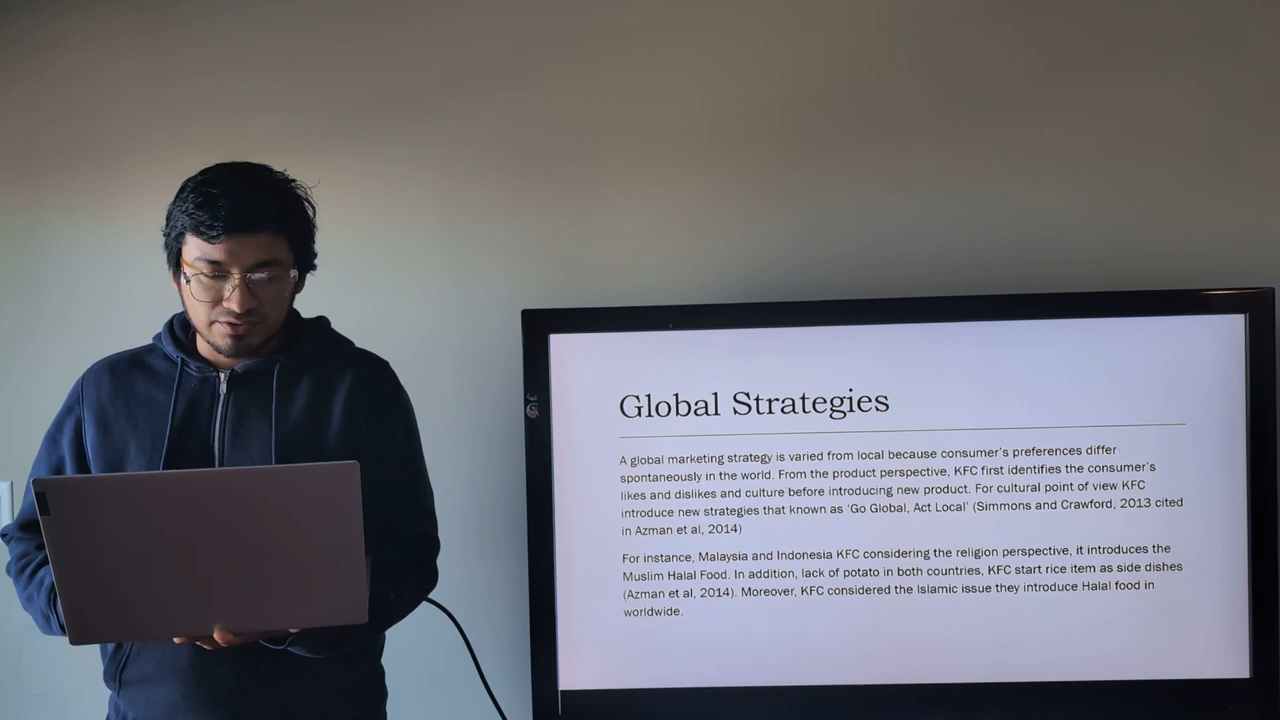 Global Strategies
A global marketing strategy is varied from local because consumer's preferences differ
spontaneously in the world. From the product perspective, KFC first identifies the consumer's
likes and dislikes and culture before introducing new product. For cultural point of view KFC
introduce new strategies that known as ‘Go Global, Act Local’ (Simmons and Crawford, 2013 cited
in Azman et al, 2014)
For instance, Malaysia and Indonesia KFC considering the religion perspective, it introduces the
Muslim Halal Food. In addition, lack of potato in both countries, KFC start rice item as side dishes
(Azman et al, 2014). Moreover, KFC considered the Islamic issue they introduce Halal food in
worldwide.